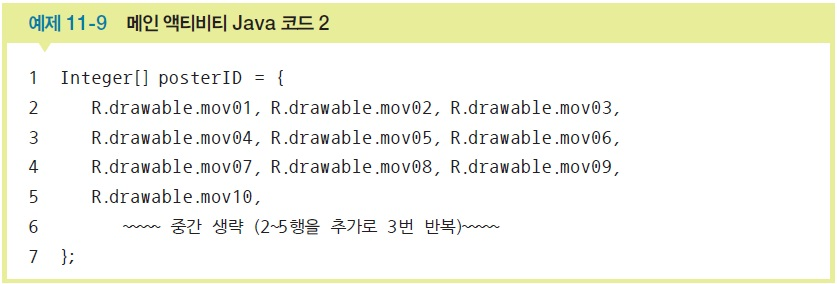 예제 11-9 메인 액티비티 Java 코드 2
1 Integer[] posterID = {
2 R.drawable.mov01, R.drawable.mov02, R.drawable.mov03,
3 R.drawable.mov04, R.drawable.mov05, R.drawable.mov06,
4 R.drawable.mov07, R.drawable.mov08, R.drawable.mov09,
5 R.drawable.mov10,
6 ~~~~~ 중간 생략 (2~5행을 추가로 3번 반복)~~~~~
7 };